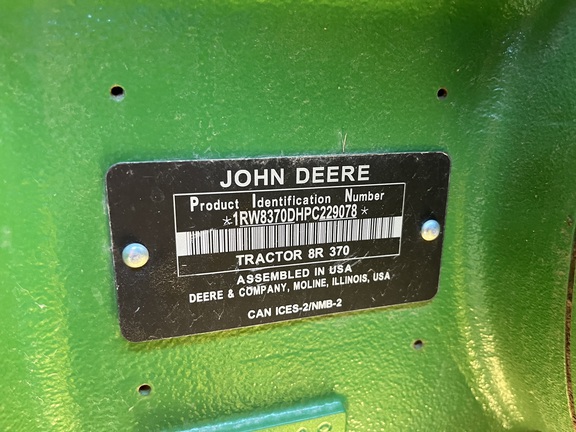 JOHN DEERE
Product Identification Number
*1RW8370DHPC229078*
TRACTOR 8R 370
ASSEMBLED IN USA
DEERE & COMPANY, MOLINE, ILLINOIS, USA
CAN ICES-2/NMB-2